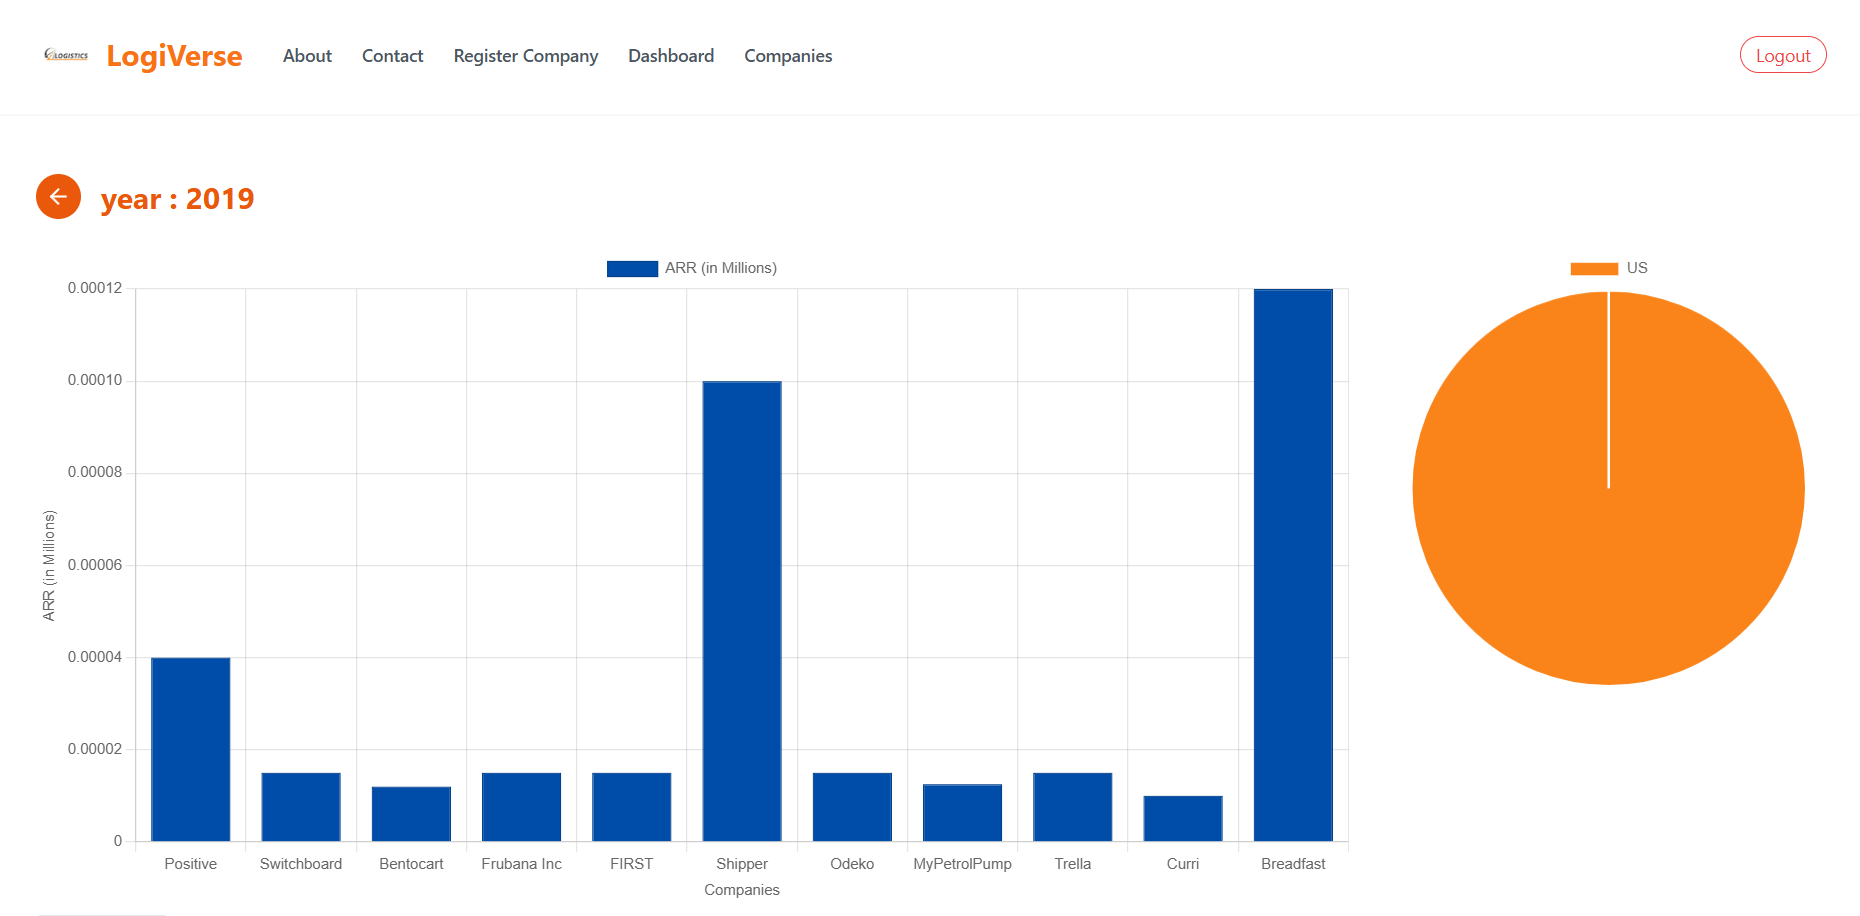 LOGISTICS LogiVerse About Contact Register Company Dashboard Companies Logout
year : 2019
ARR (in Millions)
US
0.00012
0.00010
0.00008
0.00006
0.00004
0.00002
0
ARR (in Millions)
Positive Switchboard Bentocart Frubana Inc FIRST Shipper Odeko MyPetrolPump Trella Curri Breadfast
Companies